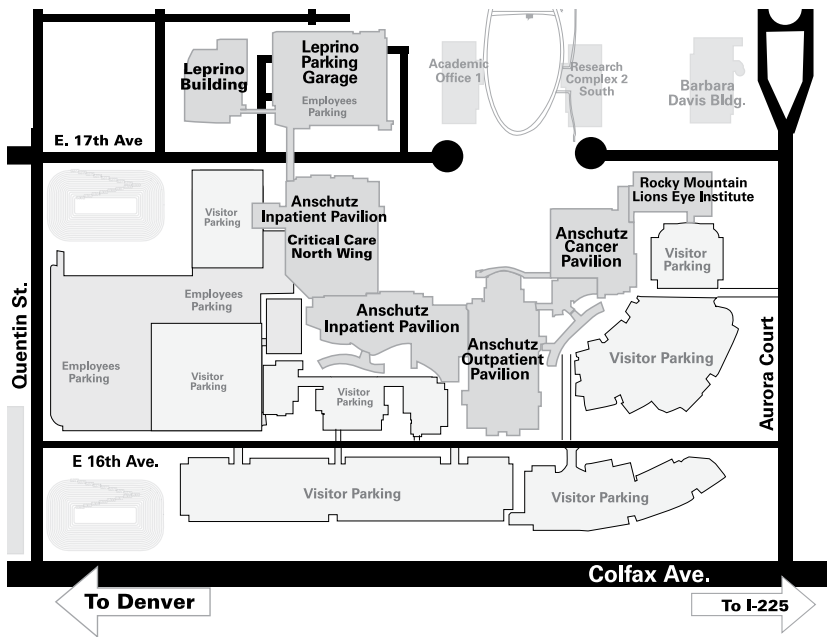 Leprino
Building
Leprino
Parking
Garage
Employees
Parking
Academic
Office 1
Research
Complex 2
South
Barbara
Davis Bldg.
E. 17th Ave
Visitor
Parking
Anschutz
Inpatient Pavilion
Critical Care
North Wing
Rocky Mountain
Lions Eye Institute
Anschutz
Cancer
Pavilion
Visitor
Parking
Employees
Parking
Anschutz
Inpatient Pavilion
Anschutz
Outpatient
Pavilion
Visitor Parking
Quentin St.
Employees
Parking
Visitor
Parking
Visitor
Parking
Aurora Court
E 16th Ave.
Visitor Parking
Visitor Parking
Colfax Ave.
To Denver
To I-225